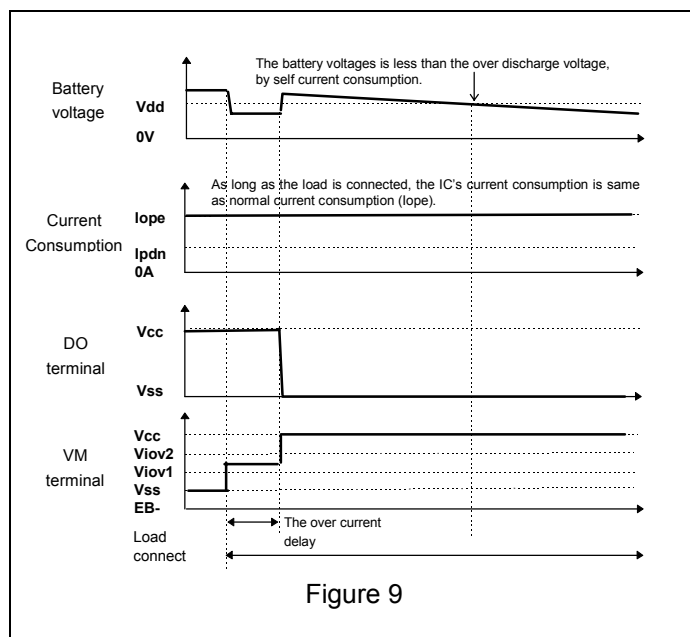 The battery voltages is less than the over discharge voltage,
by self current consumption.
Battery
voltage
Vdd
0V
As long as the load is connected, the IC's current consumption is same
as normal current consumption (Iope).
Current
Consumption
Iope
Ipdn
0A
DO
terminal
Vcc
Vss
VM
terminal
Vcc
Viov2
Viov1
Vss
EB-
The over current
delay
Load
connect
Figure 9